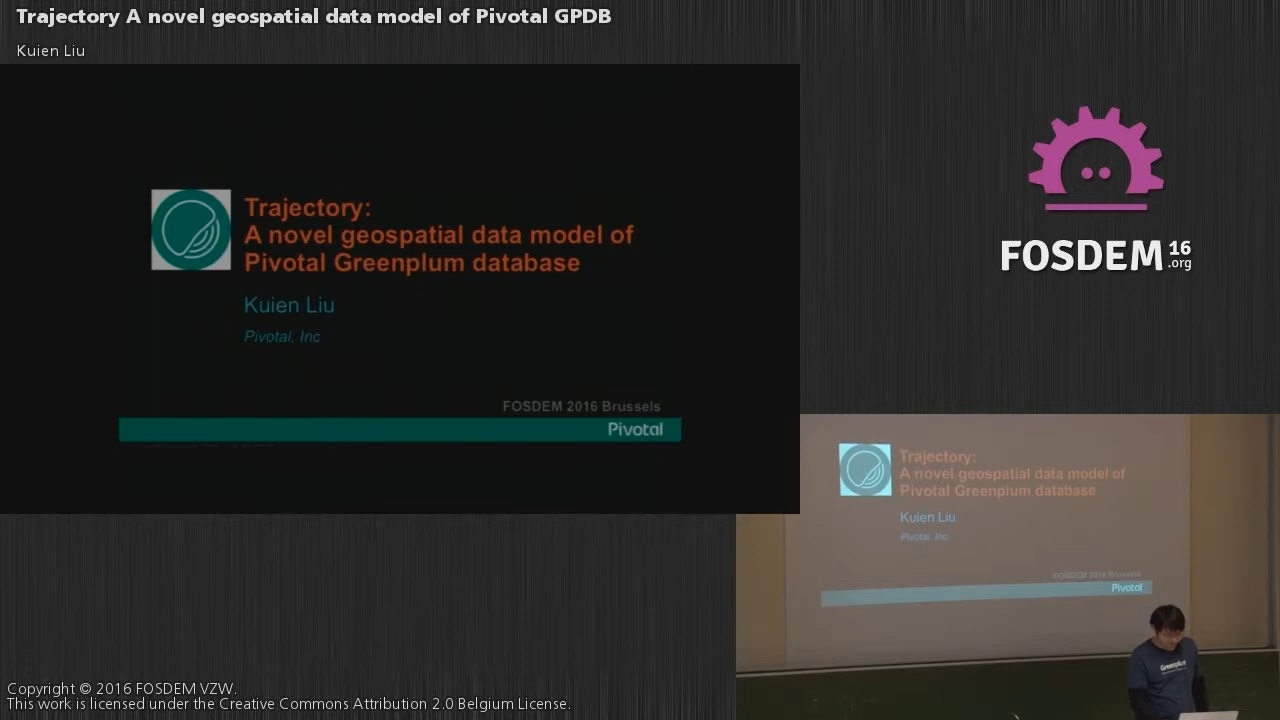 Trajectory A novel geospatial data model of Pivotal GPDB
Kuien Liu
Trajectory:
A novel geospatial data model of
Pivotal Greenplum database
Kuien Liu
Pivotal, Inc
FOSDEM 2016 Brussels
Pivotal
FOSDEM 16
.org
Trajectory:
A novel geospatial data model of
Pivotal Greenplum database
Kuien Liu
Pivotal, Inc
FOSDEM 2016 Brussels
Pivotal
Greenplum
Copyright © 2016 FOSDEM VZW.
This work is licensed under the Creative Commons Attribution 2.0 Belgium License.